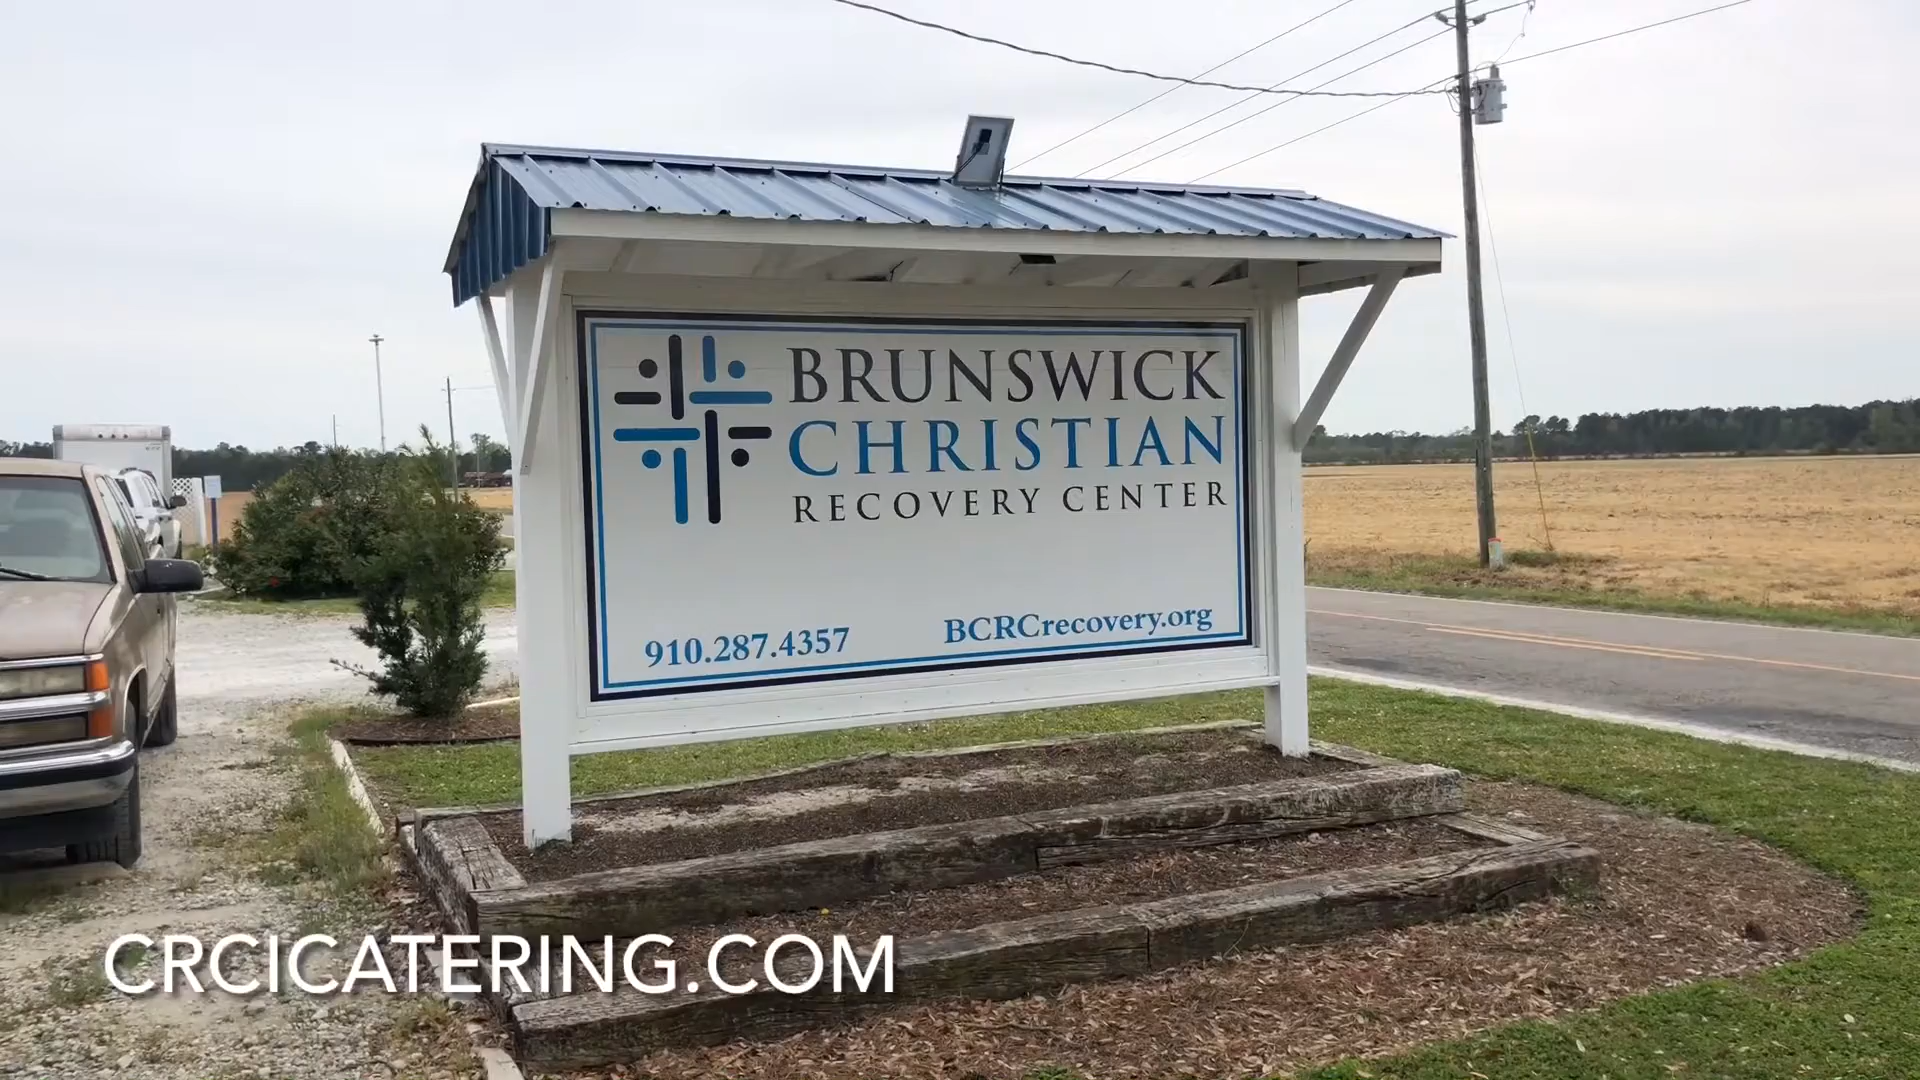 BRUNSWICK
CHRISTIAN
RECOVERY CENTER
910.287.4357
BCRCrecovery.org
CRCICATERING.COM